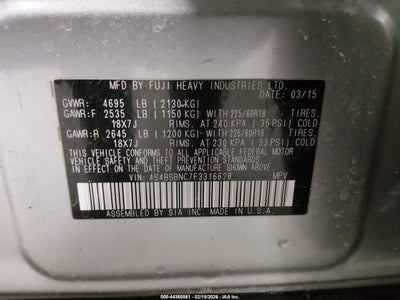 MFD BY FUJI HEAVY INDUSTRIES LTD.
DATE: 03/15
GVWR: 4695 LB (2130 KG)
GAWR:F 2535 LB (1150 KG) WITH 225/60R18 TIRES,
18X7J RIMS, AT 240 KPA (35 PSI) COLD
GAWR:R 2645 LB (1200 KG) WITH 225/60R18 TIRES,
18X7J RIMS, AT 230 KPA (33 PSI) COLD
THIS VEHICLE CONFORMS TO ALL APPLICABLE FEDERAL MOTOR
VEHICLE SAFETY AND THEFT PREVENTION STANDARDS
IN EFFECT ON THE DATE OF MANUFACTURE SHOWN ABOVE.
VIN: 4S4BSBNC7F3316628 MPV
ASSEMBLED BY SIA INC. IN U.S.A.
000-44360561 - 02/18/2026 - IAAI.COM